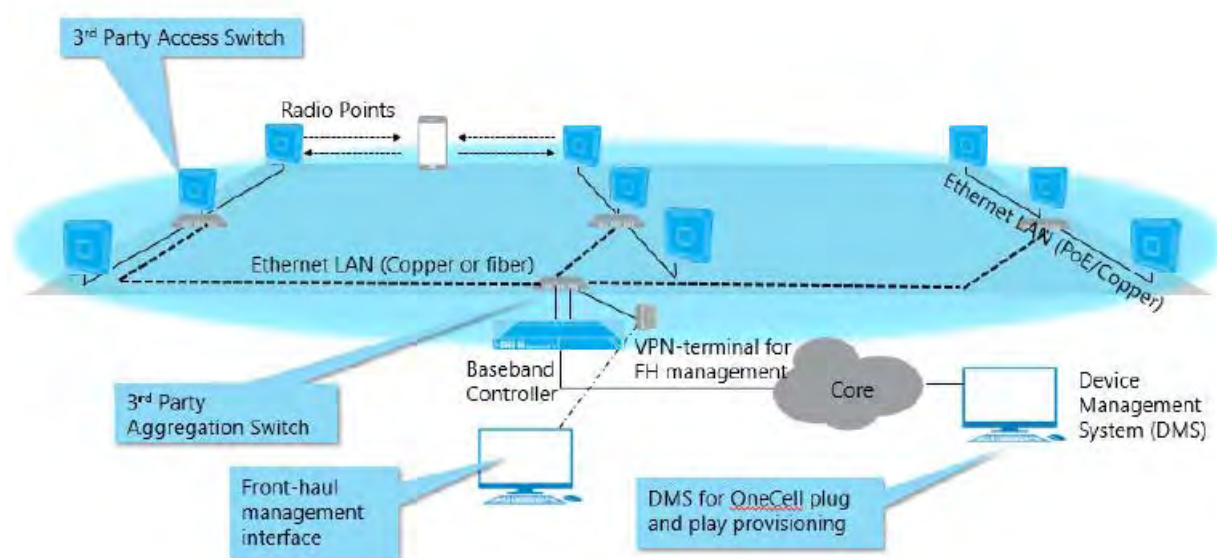 3rd Party Access Switch
Radio Points
Ethernet LAN (PoE/Copper)
Ethernet LAN (Copper or fiber)
Baseband
Controller
VPN-terminal for
FH management
Core
Device
Management
System (DMS)
3rd Party
Aggregation Switch
Front-haul
management
interface
DMS for OneCell plug
and play provisioning